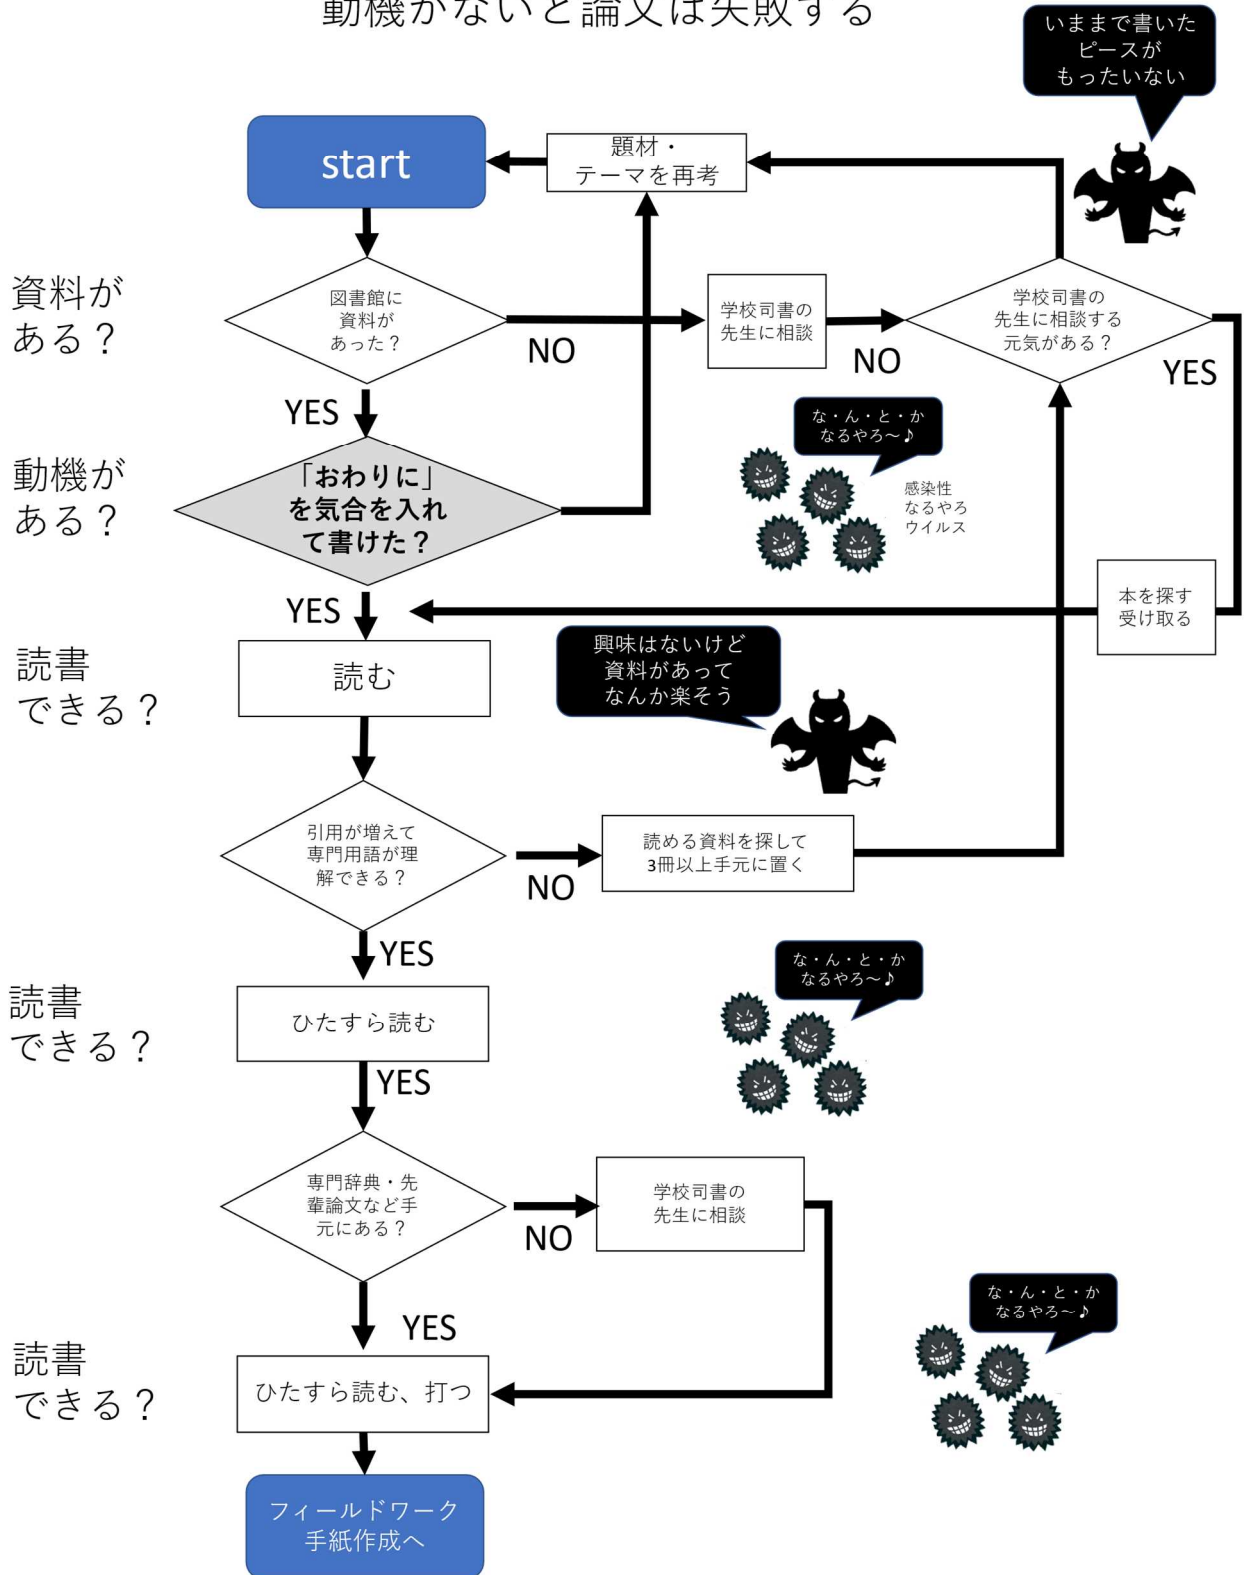 動機がないと論文は失敗する
いままで書いた
ピースが
もったいない
start
題材・
テーマを再考
資料が
ある？
図書館に
資料が
あった？
NO
学校司書の
先生に相談
NO
学校司書の
先生に相談する
元気がある？
YES
YES
な・ん・と・か
なるやろ～♪
感染性
なるやろ
ウイルス
動機が
ある？
「おわりに」
を気合を入れ
て書けた？
YES
本を探す
受け取る
読書
できる？
読む
興味はないけど
資料があって
なんか楽そう
引用が増えて
専門用語が理
解できる？
NO
読める資料を探して
3冊以上手元に置く
YES
読書
できる？
ひたすら読む
な・ん・と・か
なるやろ～♪
YES
専門辞典・先
輩論文など手
元にある？
NO
学校司書の
先生に相談
YES
な・ん・と・か
なるやろ～♪
読書
できる？
ひたすら読む、打つ
フィールドワーク
手紙作成へ